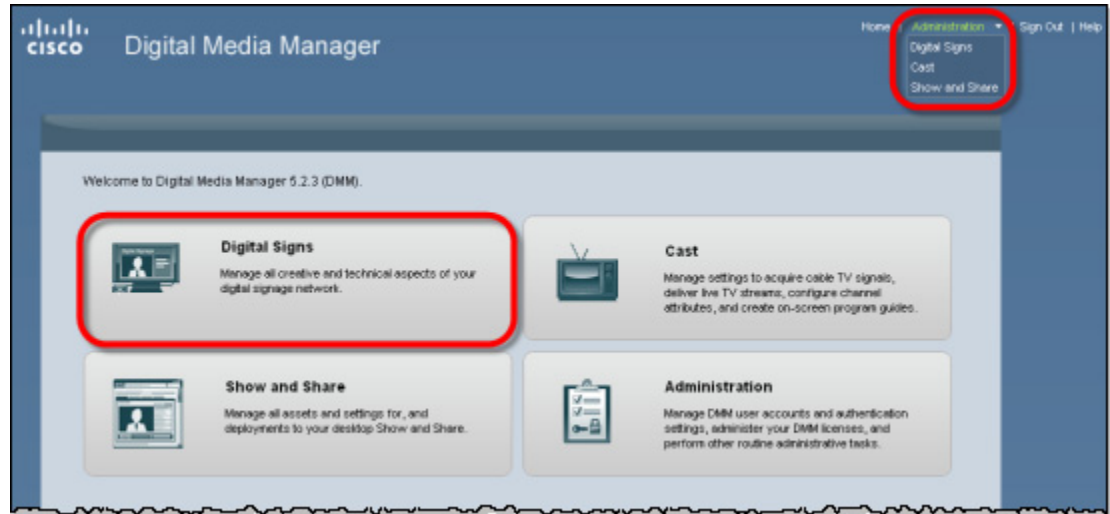 CISCO
Digital Media Manager
Home | Administration ▾ | Sign Out | Help
Digital Signs
Cast
Show and Share
Welcome to Digital Media Manager 5.2.3 (DMM).
Digital Signs
Manage all creative and technical aspects of your
digital signage network.
Cast
Manage settings to acquire cable TV signals,
deliver live TV streams, configure channel
attributes, and create on-screen program guides.
Show and Share
Manage all assets and settings for, and
deployments to your desktop Show and Share.
Administration
Manage DMM user accounts and authentication
settings, administer your DMM licenses, and
perform other routine administrative tasks.